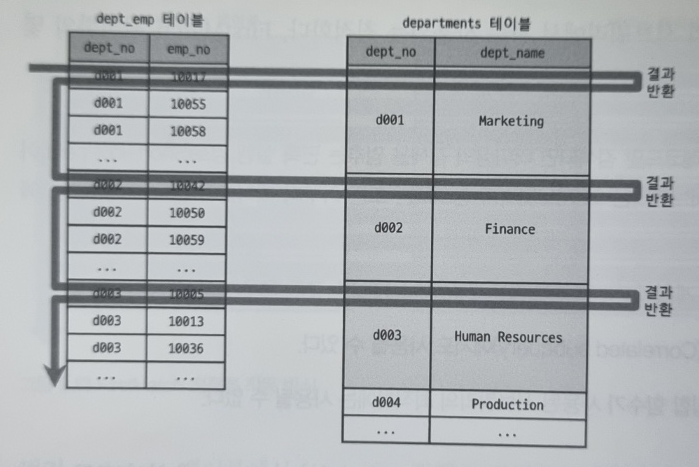 dept_emp 테이블
dept_no emp_no
d001 10017
d001 10055
d001 10058
... ...
d002 10042
d002 10050
d002 10059
... ...
d003 10005
d003 10013
d003 10036
... ...
departments 테이블
dept_no dept_name
d001 Marketing
d002 Finance
d003 Human Resources
d004 Production
... ...
결과
반환
결과
반환
결과
반환